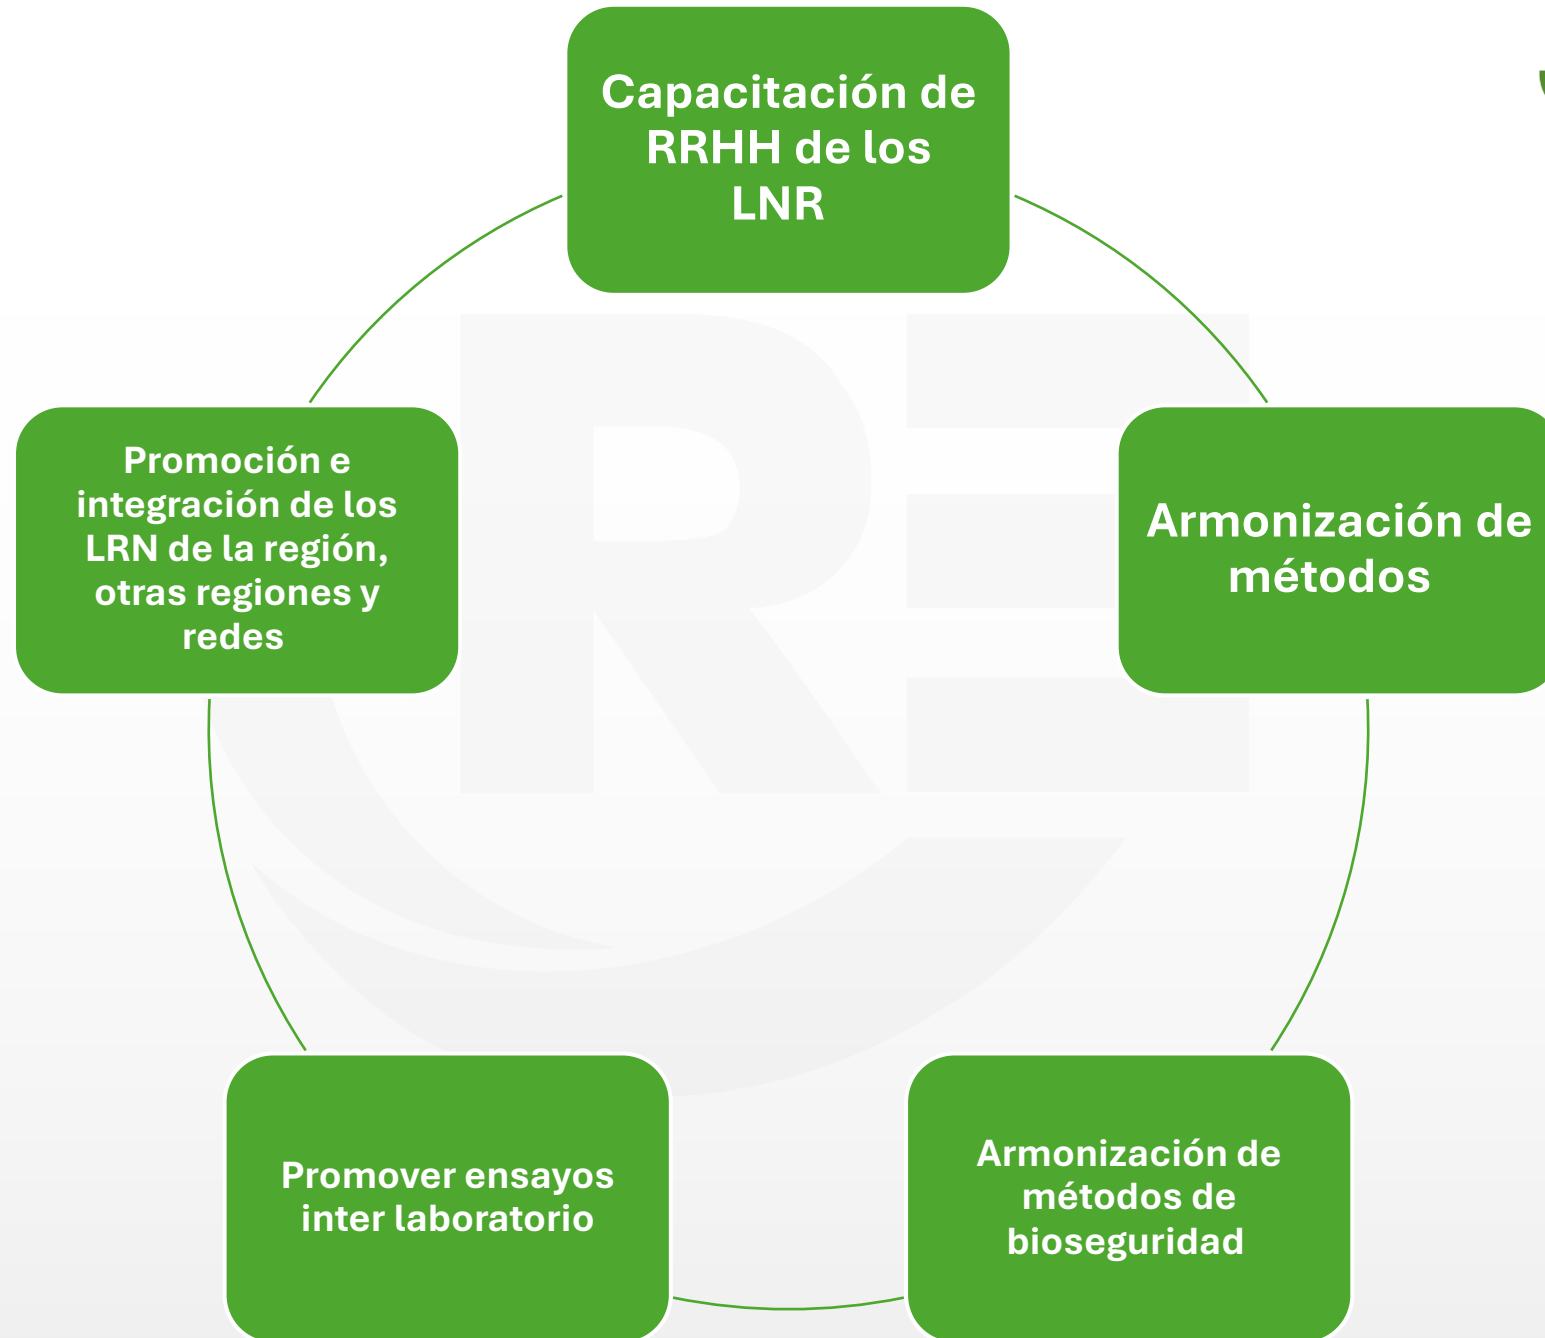 Capacitación de
RRHH de los
LNR
Armonización de
métodos
Armonización de
métodos de
bioseguridad
Promover ensayos
inter laboratorio
Promoción e
integración de los
LRN de la región,
otras regiones y
redes
RE